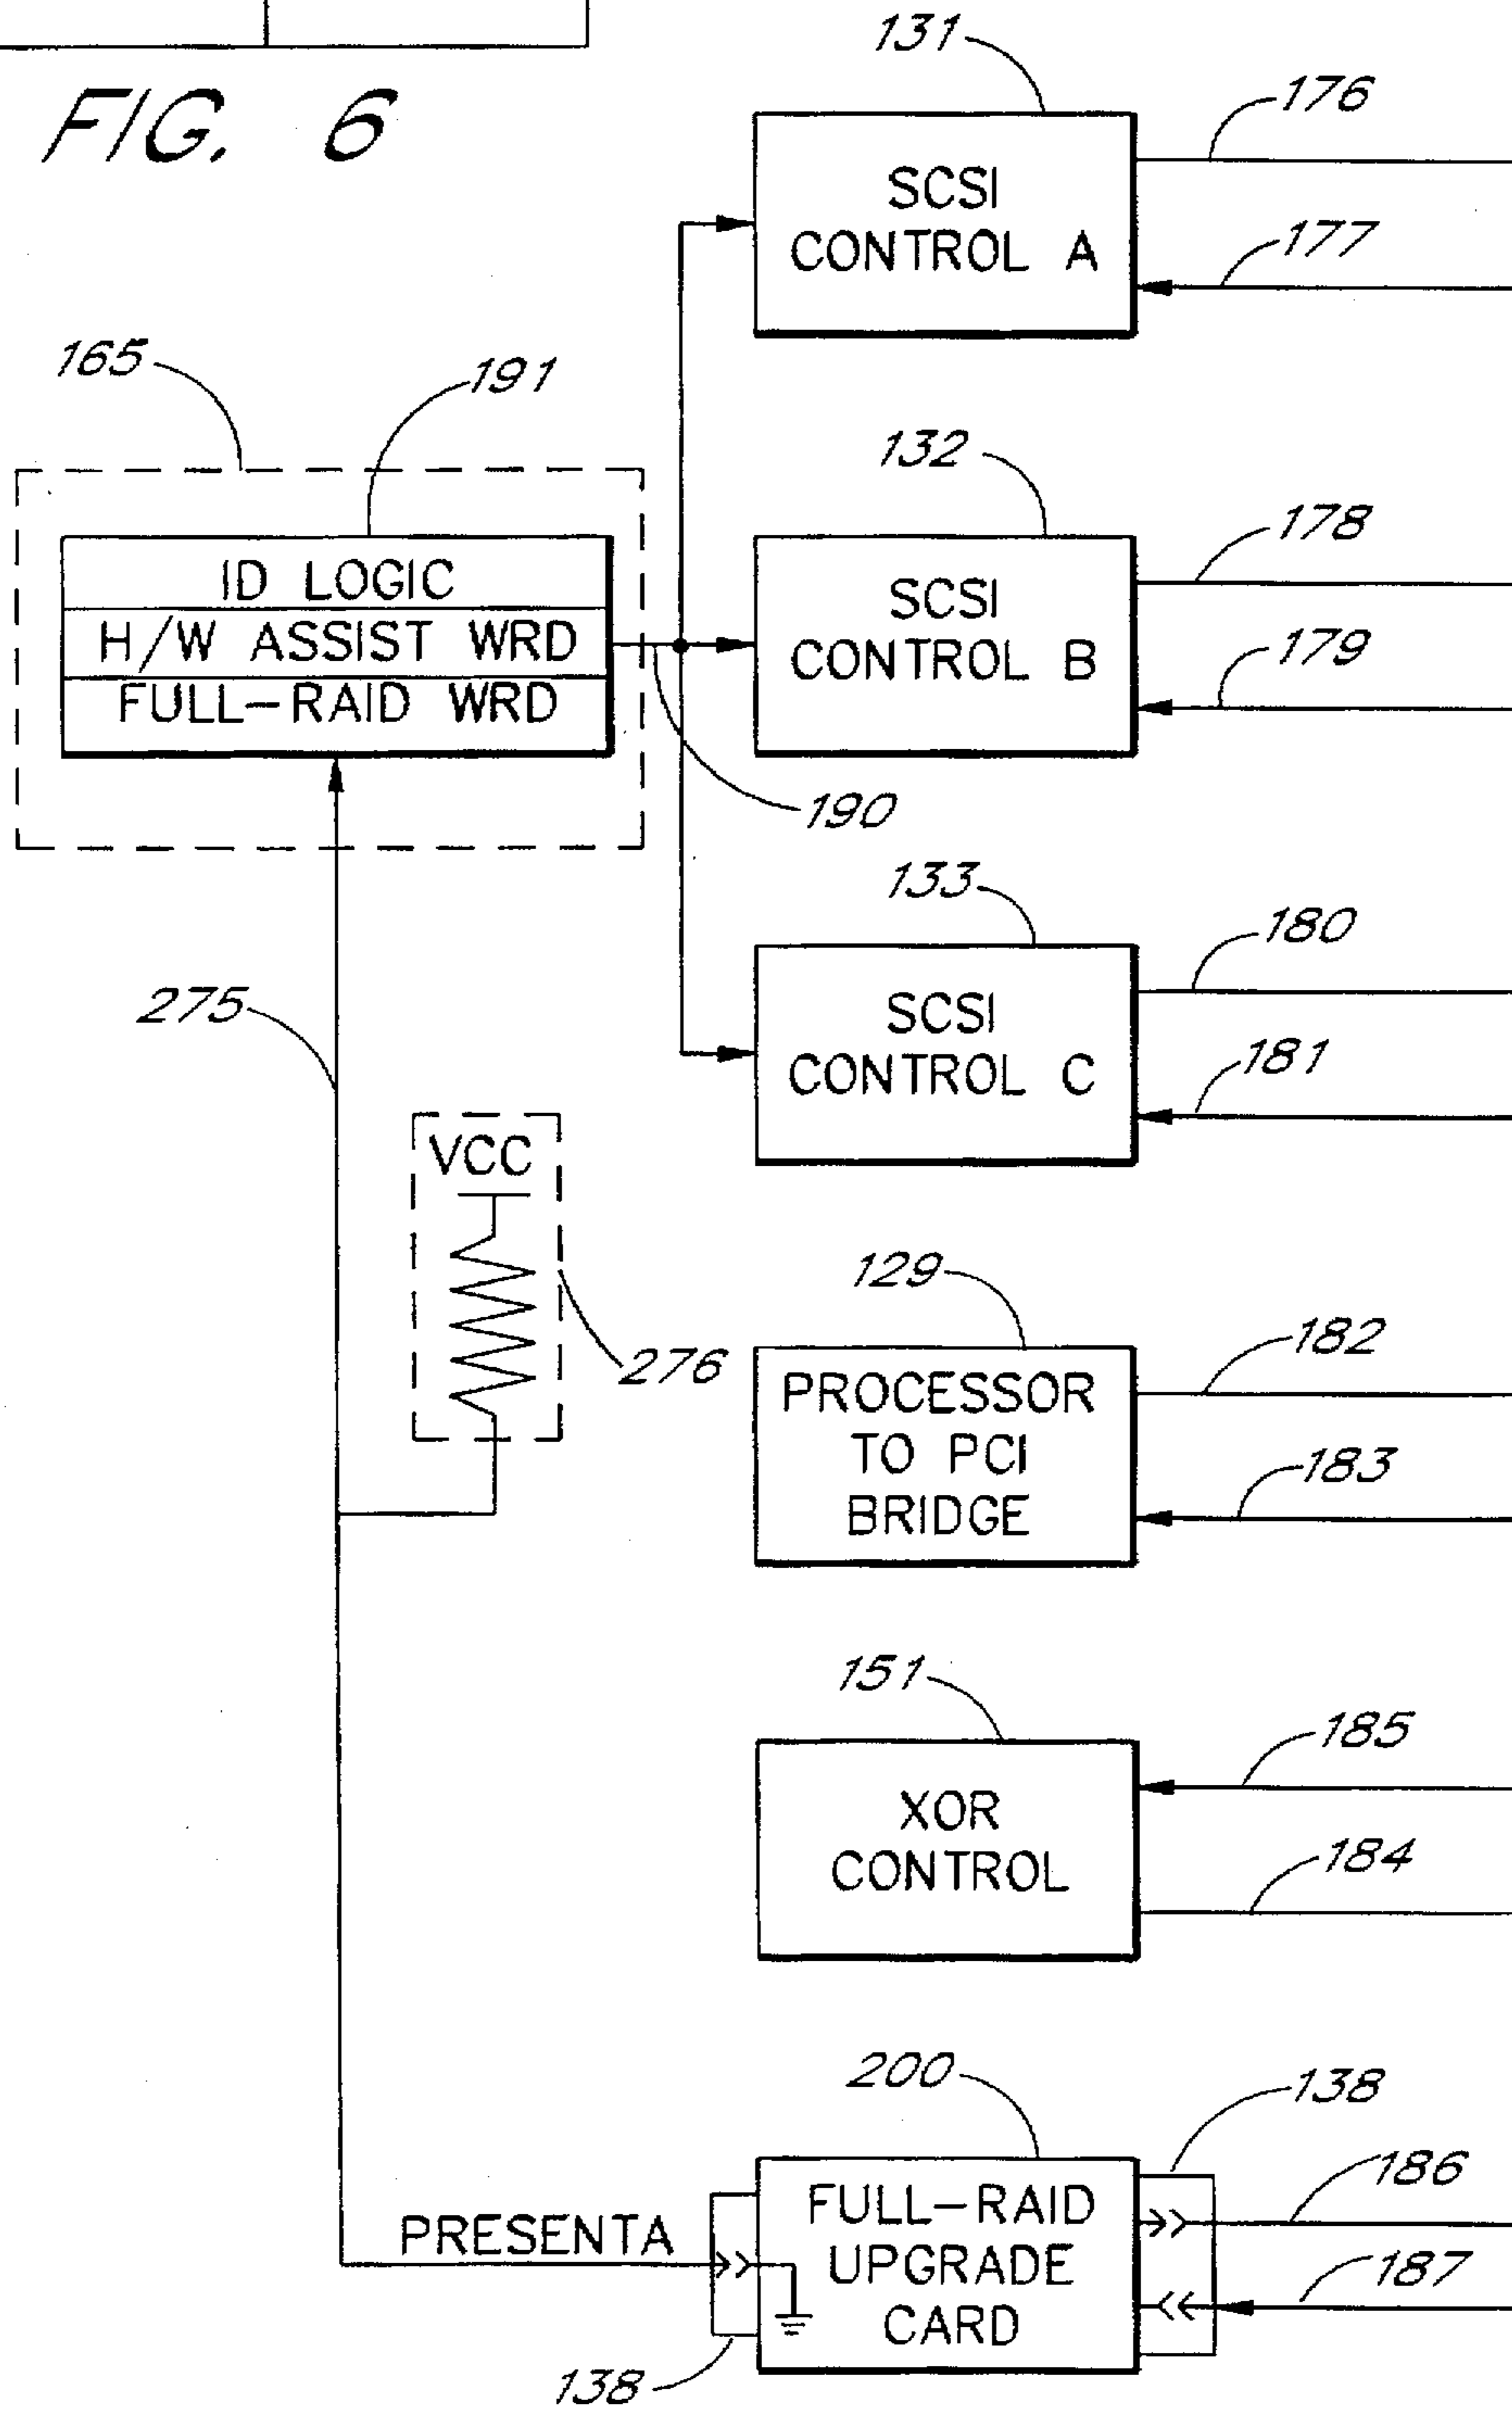 FIG. 6
131
176
SCSI
CONTROL A
177
165
191
132
178
ID LOGIC
H/W ASSIST WRD
FULL-RAID WRD
SCSI
CONTROL B
179
190
133
180
275
SCSI
CONTROL C
181
VCC
276
129
182
PROCESSOR
TO PCI
BRIDGE
183
151
185
XOR
CONTROL
184
200
138
186
PRESENTA
FULL-RAID
UPGRADE
CARD
187
138